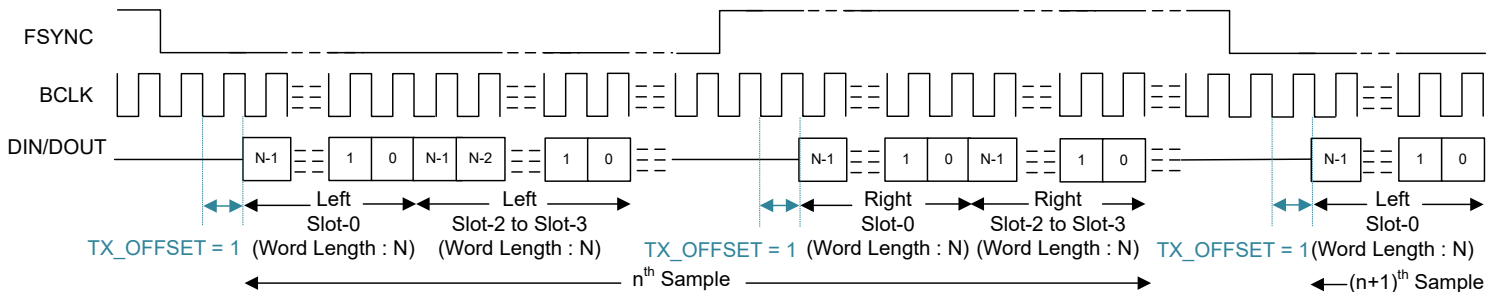 FSYNC
BCLK
DIN/DOUT
N-1 1 0 N-1 N-2 1 0 N-1 1 0 N-1 1 0 N-1 1 0
Left Left Right Right Left
Slot-0 Slot-2 to Slot-3 Slot-0 Slot-2 to Slot-3 Slot-0
TX_OFFSET = 1 (Word Length : N) (Word Length : N) TX_OFFSET = 1 (Word Length : N) (Word Length : N) TX_OFFSET = 1 (Word Length : N)
nth Sample (n+1)th Sample